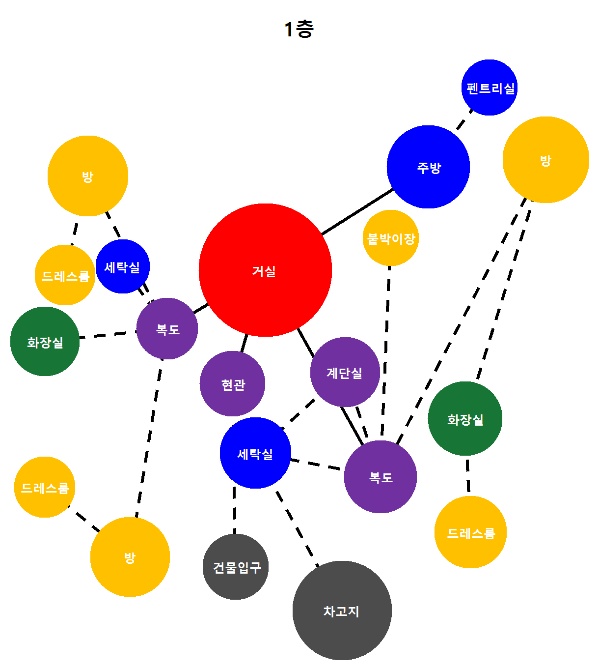 1층
펜트리실
주방
방
방
붙박이장
세탁실
드레스룸
거실
복도
화장실
현관
계단실
화장실
세탁실
복도
드레스룸
드레스룸
방
건물입구
차고지